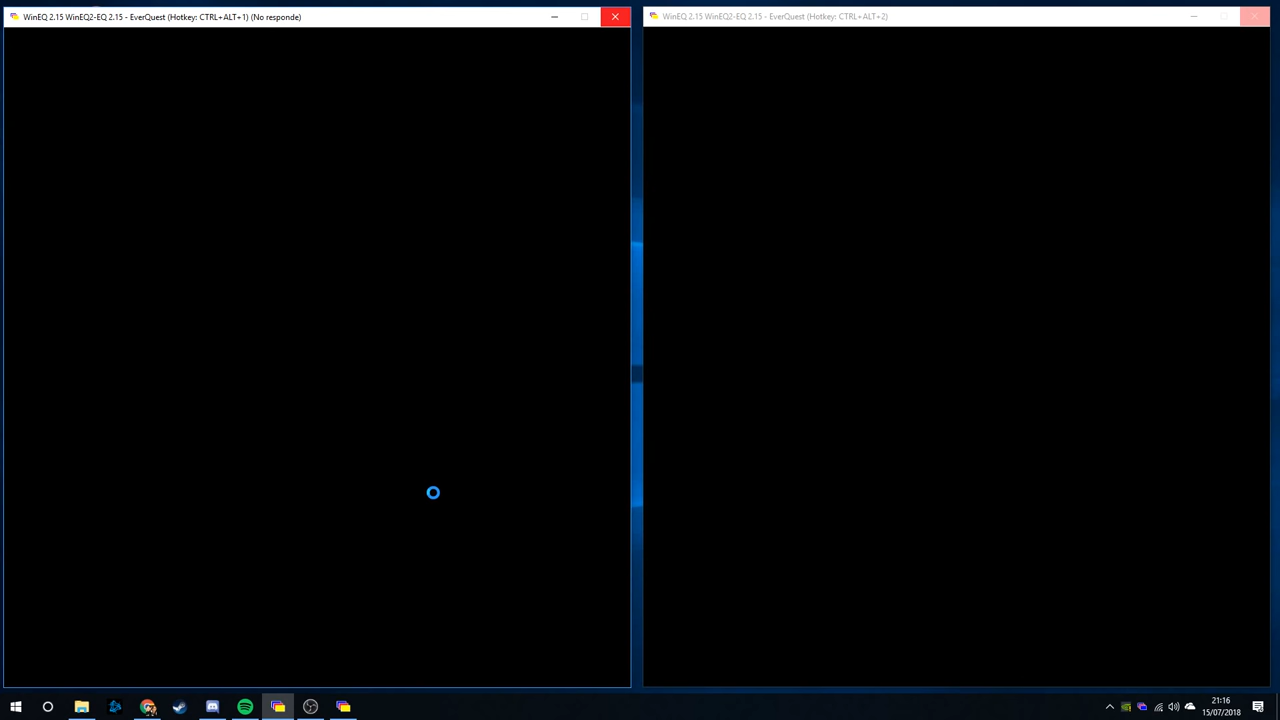 WinEQ 2.15 WinEQ2-EQ 2.15 - EverQuest (Hotkey: CTRL+ALT+1) (No responde)
WinEQ 2.15 WinEQ2-EQ 2.15 - EverQuest (Hotkey: CTRL+ALT+2)
21:16
15/07/2018